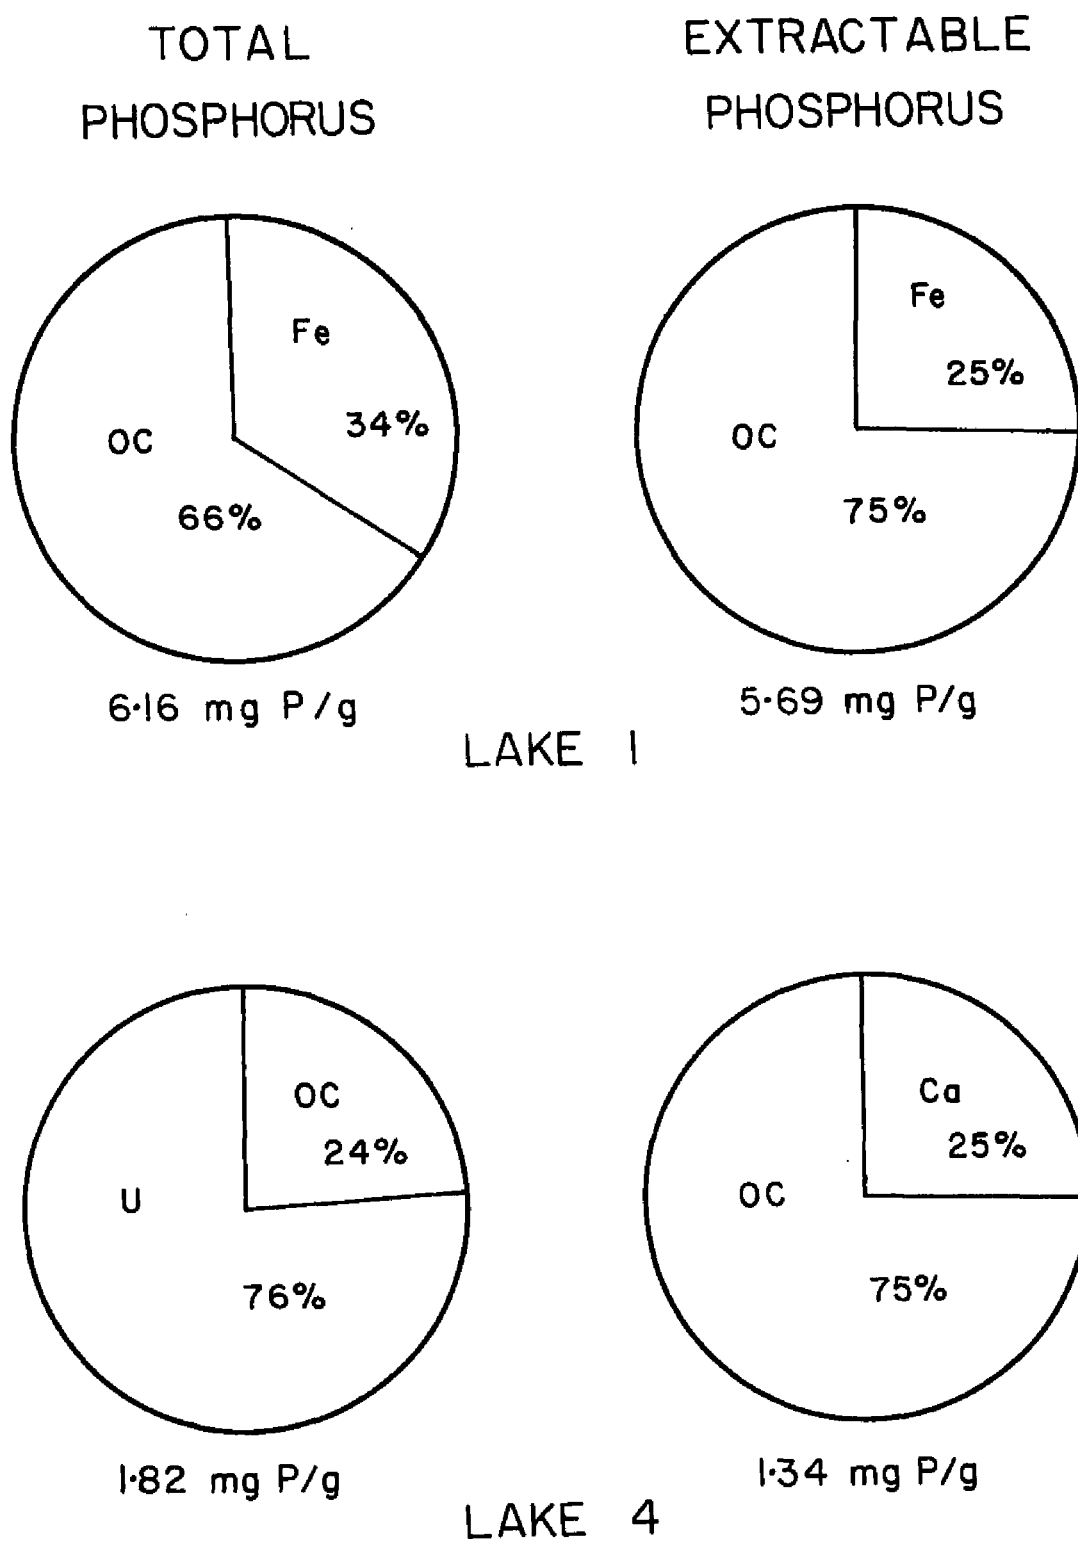 TOTAL
PHOSPHORUS
EXTRACTABLE
PHOSPHORUS
Fe
34%
OC
66%
6·16 mg P/g
Fe
25%
OC
75%
5·69 mg P/g
LAKE 1
OC
24%
U
76%
1·82 mg P/g
Ca
25%
OC
75%
1·34 mg P/g
LAKE 4